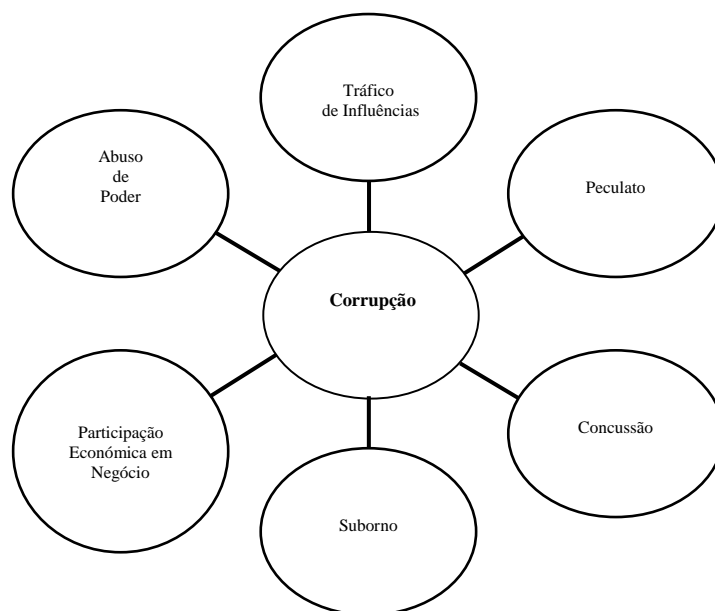 Tráfico
de Influências
Abuso
de
Poder
Peculato
Corrupção
Participação
Económica em
Negócio
Concussão
Suborno